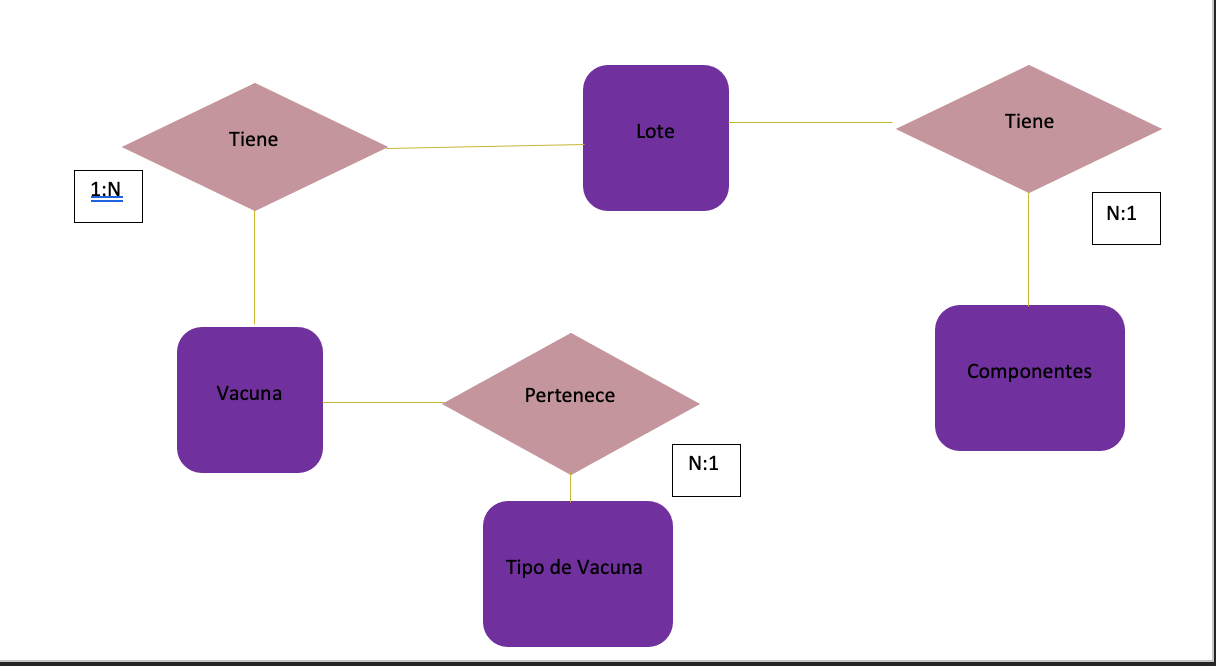 Tiene
Lote
Tiene
1:N
N:1
Vacuna
Pertenece
Componentes
N:1
Tipo de Vacuna